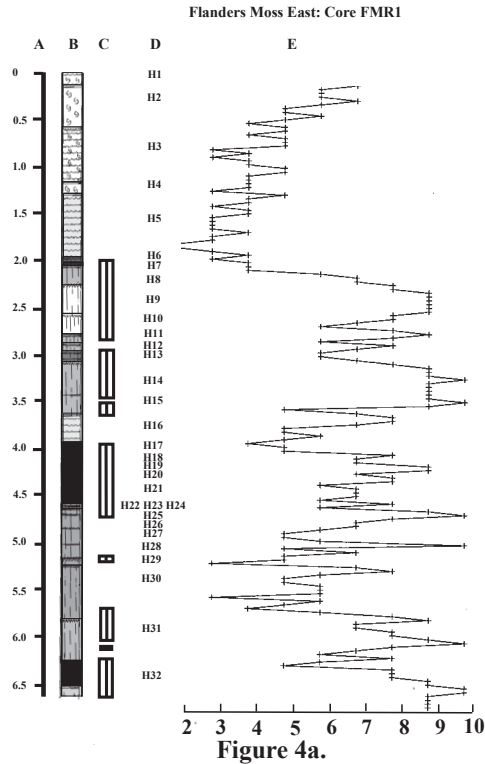 Flanders Moss East: Core FMR1
A B C D E
0
H1
H2
0.5
H3
1.0
H4
1.5
H5
H6
2.0
H7
H8
H9
2.5
H10
H11
H12
3.0
H13
H14
3.5
H15
H16
4.0
H17
H18
H19
H20
4.5
H21
H22 H23 H24
H25
5.0
H26
H27
H28
H29
5.5
H30
H31
6.0
H32
6.5
2 3 4 5 6 7 8 9 10
Figure 4a.